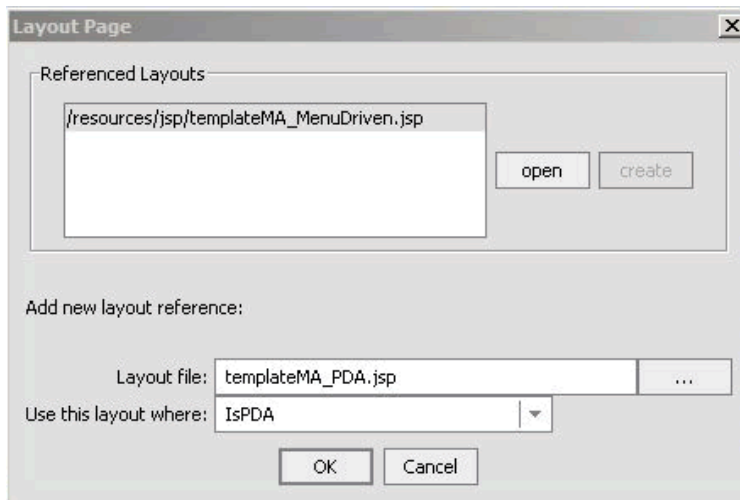 Layout Page
Referenced Layouts
/resources/jsp/templateMA_MenuDriven.jsp
open create
Add new layout reference:
Layout file: templateMA_PDA.jsp ...
Use this layout where: IsPDA
OK Cancel